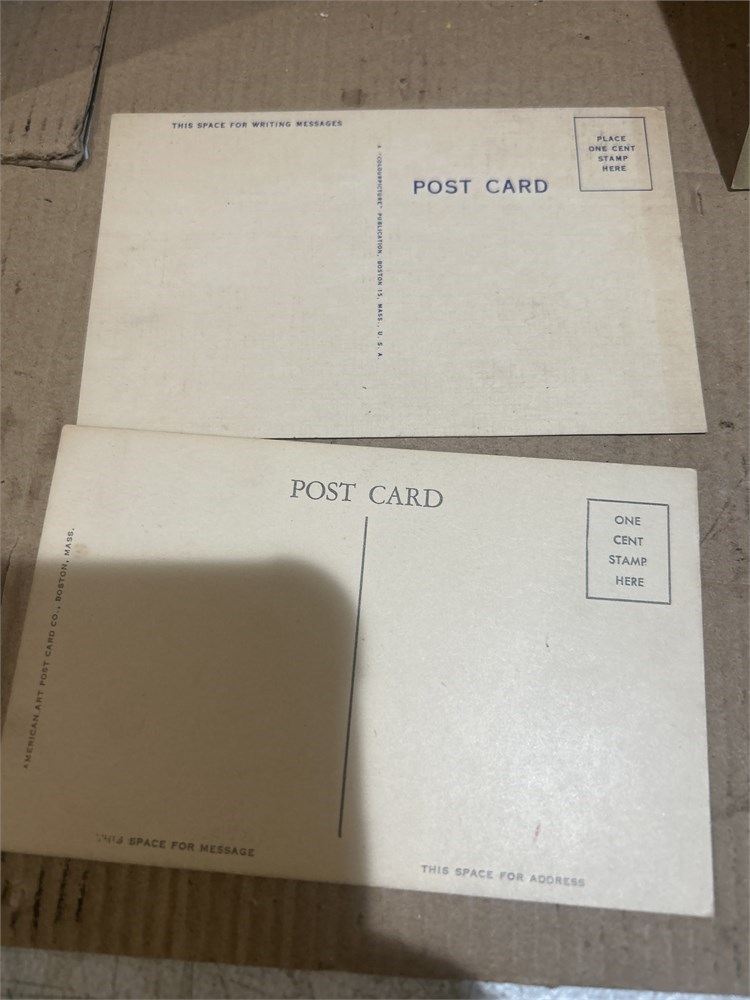 THIS SPACE FOR WRITING MESSAGES
A "COLOURPICTURE" PUBLICATION, BOSTON 15, MASS., U. S. A.
POST CARD
PLACE
ONE CENT
STAMP
HERE
POST CARD
ONE
CENT
STAMP
HERE
AMERICAN ART POST CARD CO., BOSTON, MASS.
THIS SPACE FOR MESSAGE
THIS SPACE FOR ADDRESS